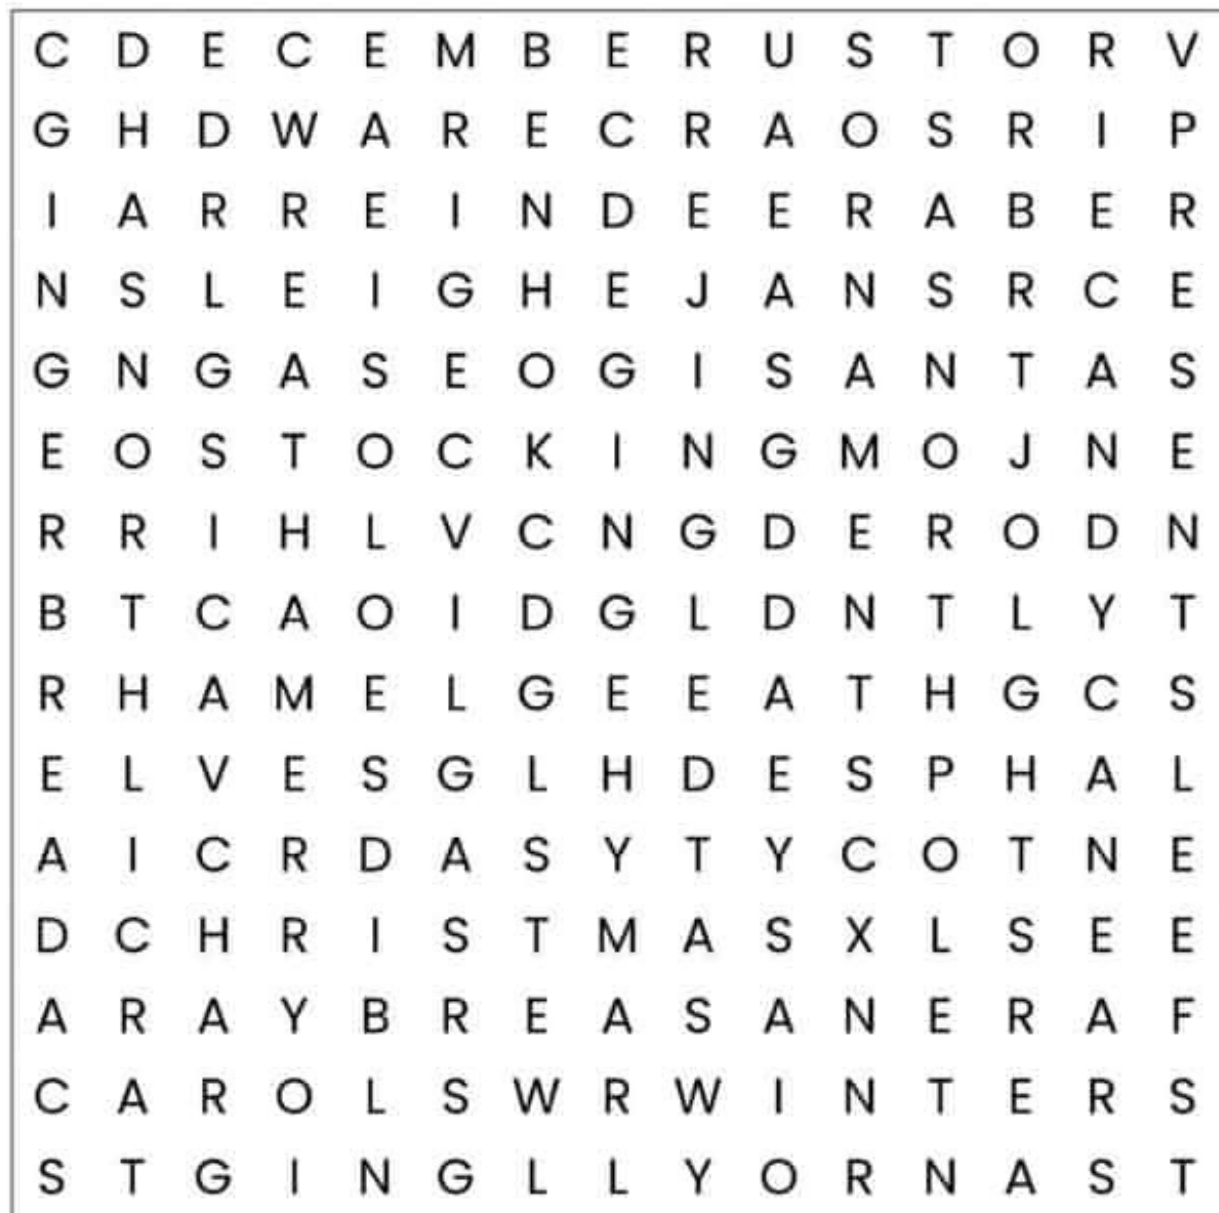 C D E C E M B E R U S T O R V
G H D W A R E C R A O S R I P
I A R R E I N D E E R A B E R
N S L E I G H E J A N S R C E
G N G A S E O G I S A N T A S
E O S T O C K I N G M O J N E
R R I H L V C N G D E R O D N
B T C A O I D G L D N T L Y T
R H A M E L G E E A T H G C S
E L V E S G L H D E S P H A L
A I C R D A S Y T Y C O T N E
D C H R I S T M A S X L S E E
A R A Y B R E A S A N E R A F
C A R O L S W R W I N T E R S
S T G I N G L L Y O R N A S T